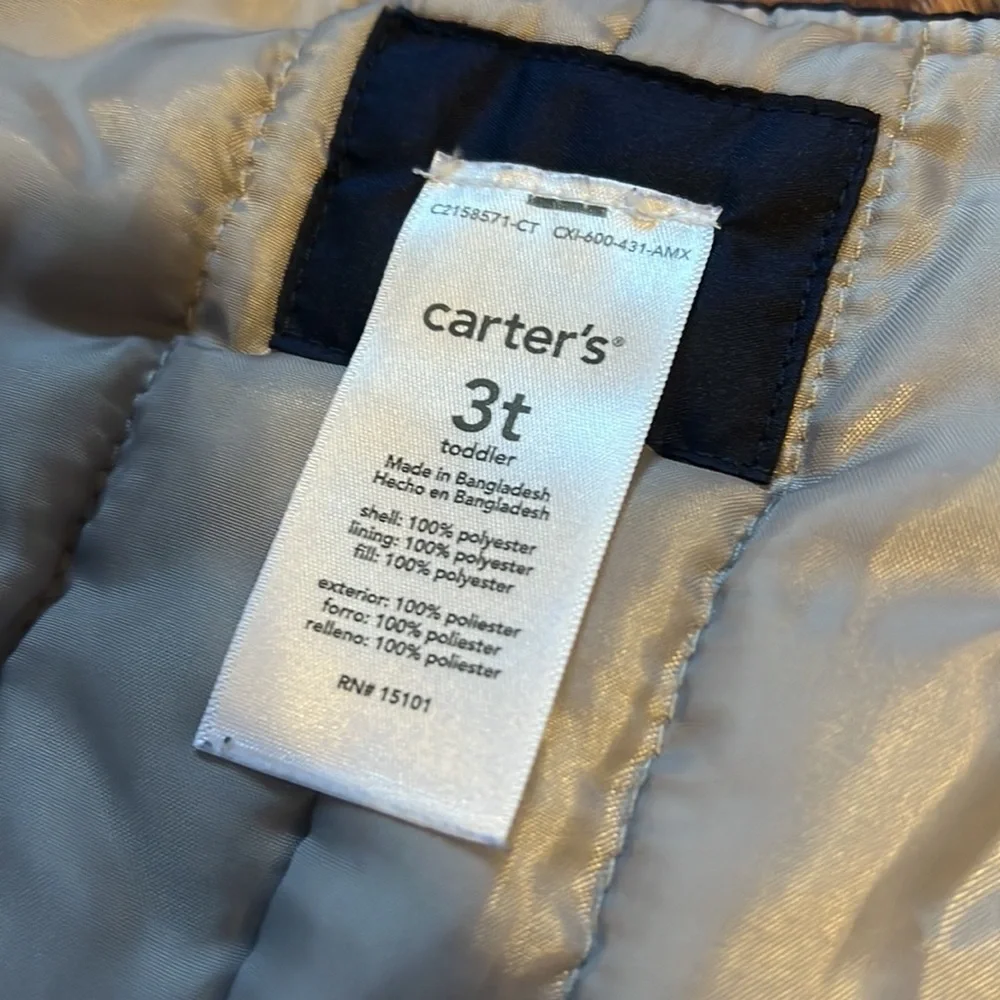 C2158571-CT CXI-600-431-AMX
carter's®
3t
toddler
Made in Bangladesh
Hecho en Bangladesh
shell: 100% polyester
lining: 100% polyester
fill: 100% polyester
exterior: 100% poliester
forro: 100% poliester
relleno: 100% poliester
RN# 15101